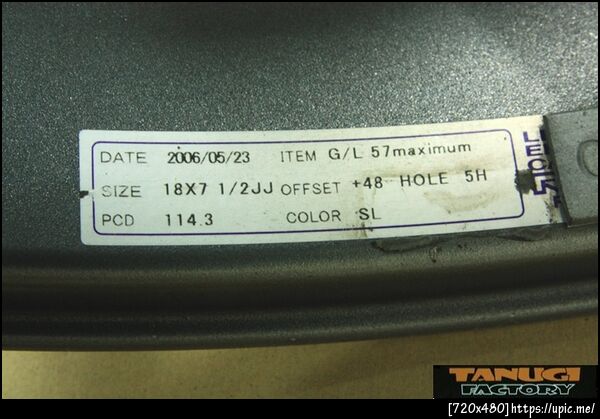 DATE 2006/05/23 ITEM G/L 57maximum
SIZE 18X7 1/2JJ OFFSET +48 HOLE 5H
PCD 114.3 COLOR SL
TANUGI
FACTORY
[720x480]https://upic.me/